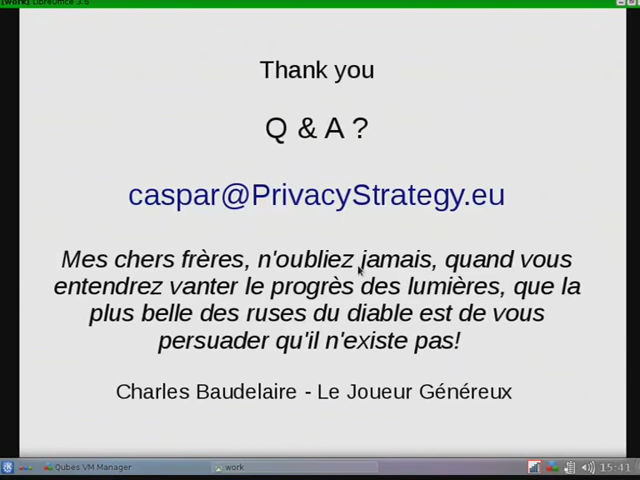 [work] LibreOffice 3.6
Thank you
Q & A ?
caspar@PrivacyStrategy.eu
Mes chers frères, n'oubliez jamais, quand vous
entendrez vanter le progrès des lumières, que la
plus belle des ruses du diable est de vous
persuader qu'il n'existe pas!
Charles Baudelaire - Le Joueur Généreux
Qubes VM Manager
work
15:41